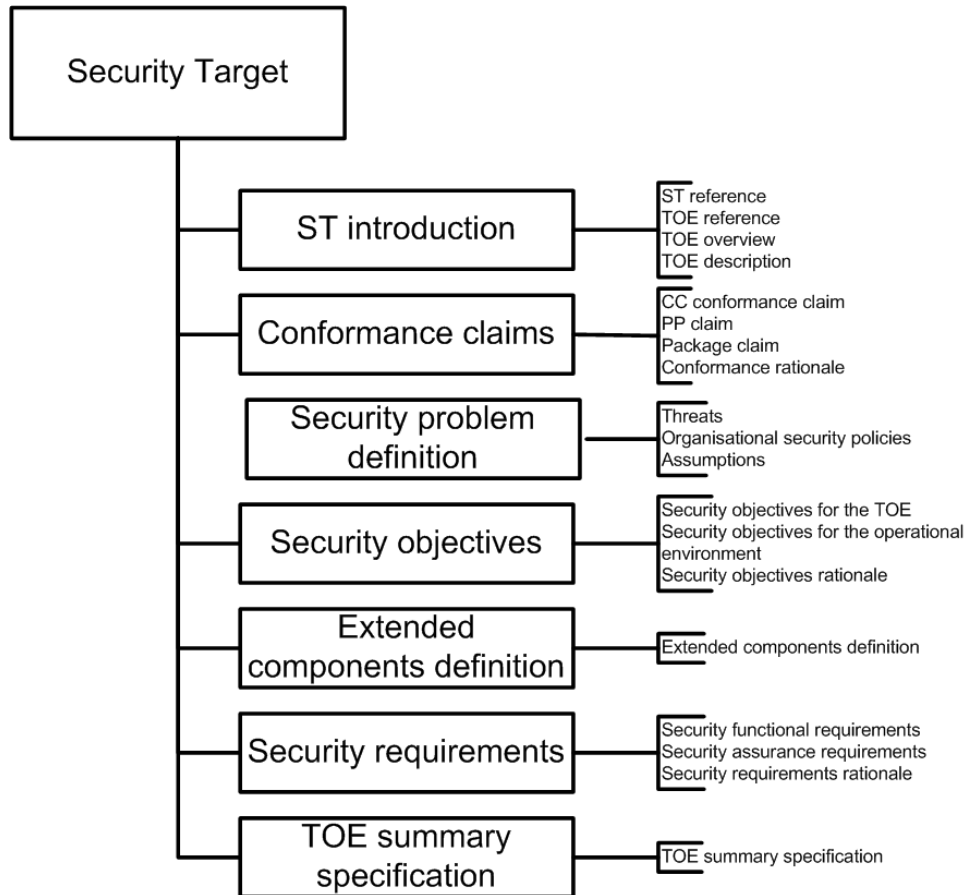 Security Target
ST introduction
ST reference
TOE reference
TOE overview
TOE description
Conformance claims
CC conformance claim
PP claim
Package claim
Conformance rationale
Security problem
definition
Threats
Organisational security policies
Assumptions
Security objectives
Security objectives for the TOE
Security objectives for the operational
environment
Security objectives rationale
Extended
components definition
Extended components definition
Security requirements
Security functional requirements
Security assurance requirements
Security requirements rationale
TOE summary
specification
TOE summary specification